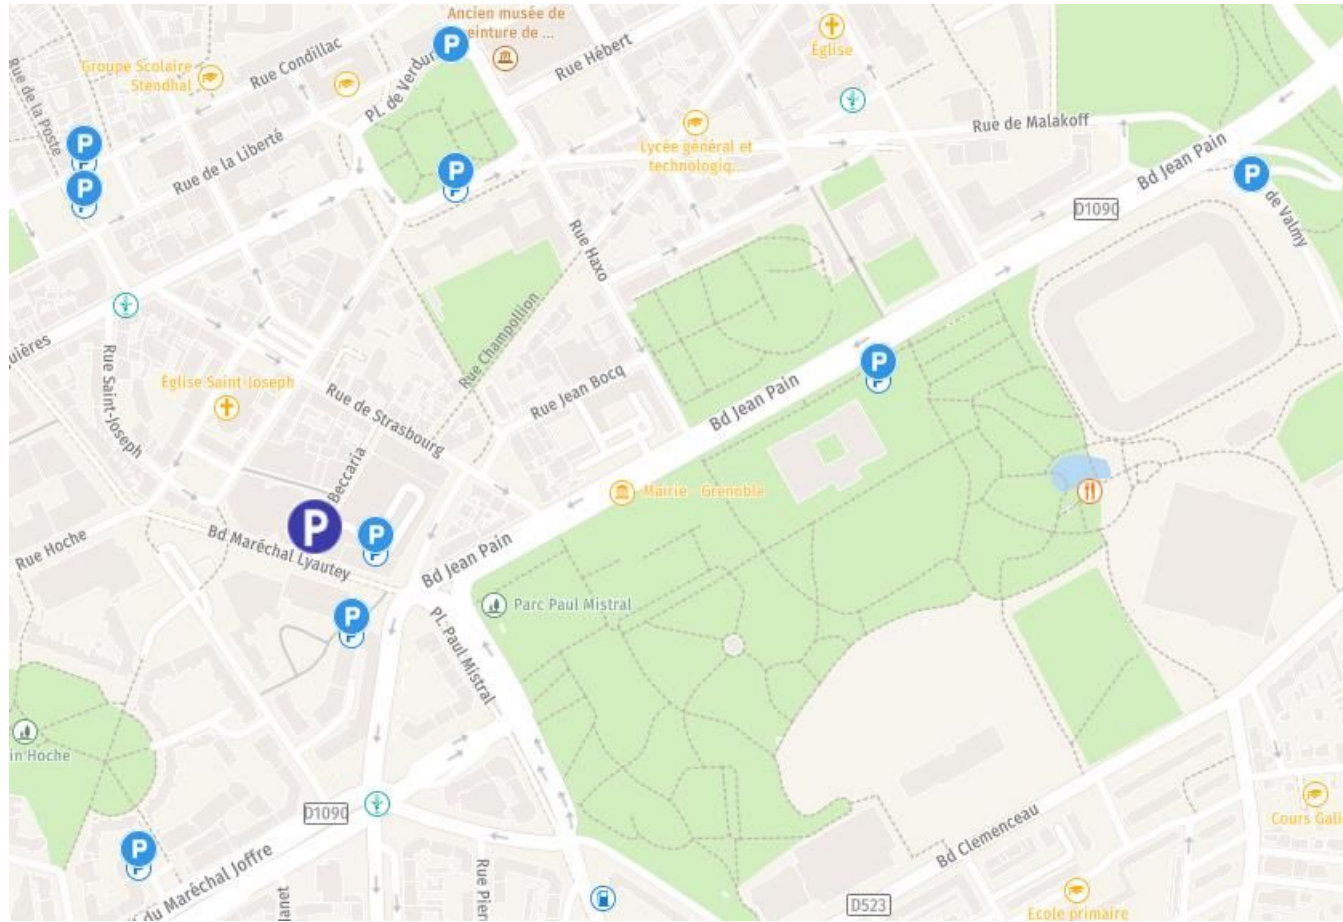 Ancien musée de
einture de ...
Rue Condillac
Groupe Scolaire
Stendhal
Pl. de Verdun
Rue Hébert
Église
Rue de la Poste
Rue de la Liberté
Lycée général et
technologiq...
Rue de Malakoff
Bd Jean Pain
D1090
de Valmy
Rue Haxo
Rue Champollion
uières
Rue Saint-Joseph
Église Saint-Joseph
Rue de Strasbourg
Rue Jean Bocq
Bd Jean Pain
Beccaria
Mairie - Grenoble
P
Rue Hoche
Bd Maréchal Lyautey
Bd Jean Pain
Parc Paul Mistral
Pl. Paul Mistral
in Hoche
D1090
du Maréchal Joffre
Rue Pier
Bd Clemenceau
Cours Gali
D523
Ecole primaire